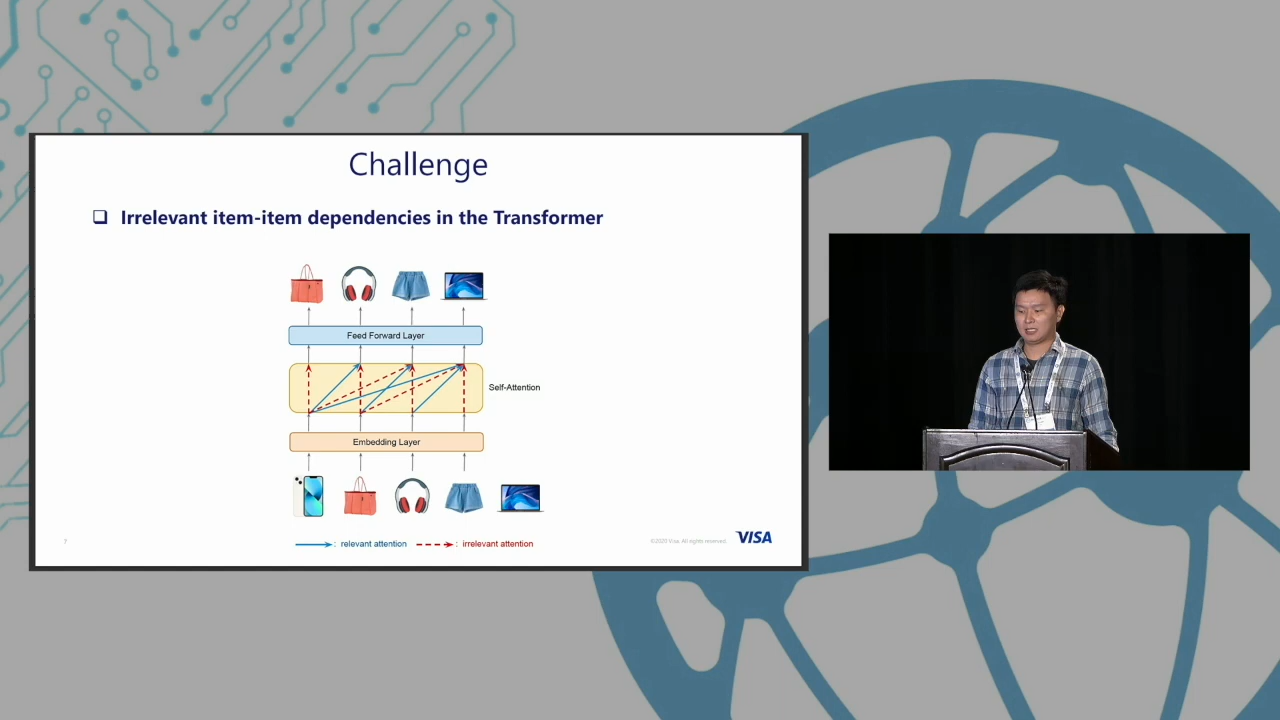 Challenge
Irrelevant item-item dependencies in the Transformer
Feed Forward Layer
Self-Attention
Embedding Layer
: relevant attention : irrelevant attention
7
©2020 Visa. All rights reserved.
VISA